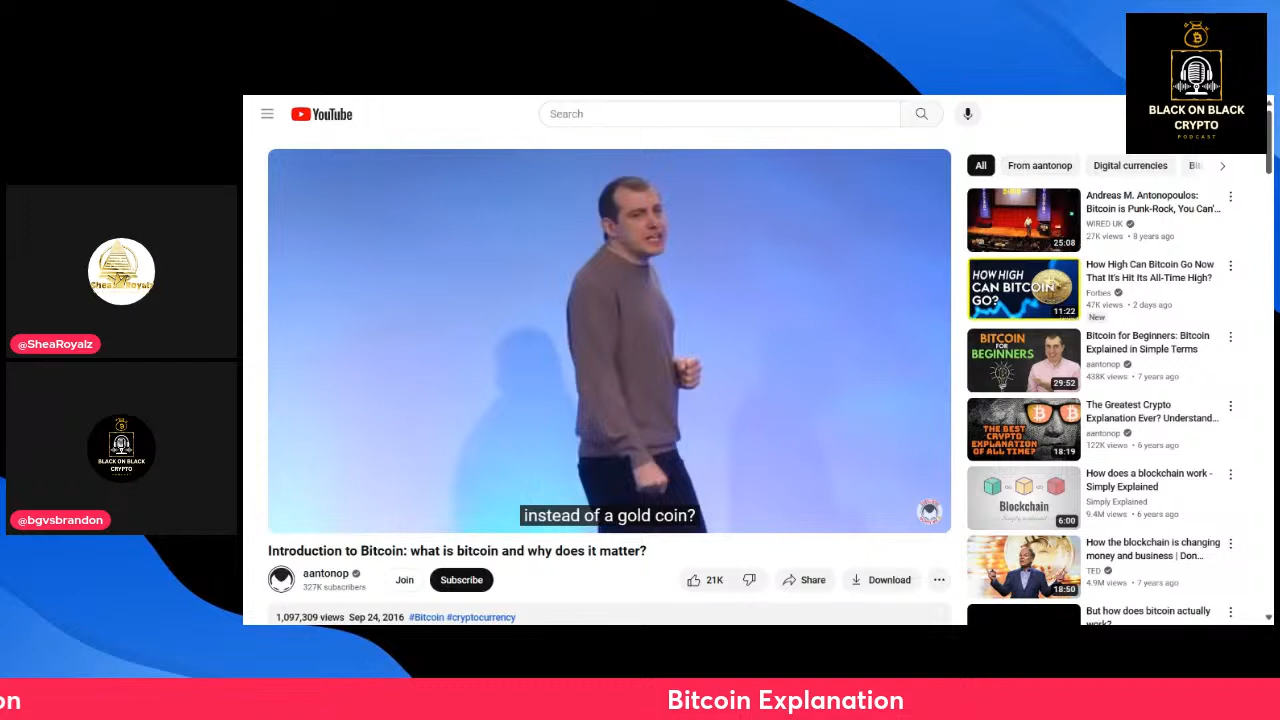 BLACK ON BLACK
CRYPTO
PODCAST
YouTube
Search
SheaRoyalz
@SheaRoyalz
BLACK ON BLACK
CRYPTO
@bgvsbrandon
instead of a gold coin?
Introduction to Bitcoin: what is bitcoin and why does it matter?
aantonop
327K subscribers
Join
Subscribe
21K
Share
Download
1,097,309 views Sep 24, 2016 #Bitcoin #cryptocurrency
All
From aantonop
Digital currencies
25:08
Andreas M. Antonopoulos:
Bitcoin is Punk-Rock, You Can'...
WIRED UK
27K views • 8 years ago
HOW HIGH
CAN BITCOIN
GO?
11:22
How High Can Bitcoin Go Now
That It's Hit Its All-Time High?
Forbes
47K views • 2 days ago
New
BITCOIN
FOR
BEGINNERS
29:52
Bitcoin for Beginners: Bitcoin
Explained in Simple Terms
aantonop
438K views • 7 years ago
THE BEST
CRYPTO
EXPLANATION
OF ALL TIME?
18:19
The Greatest Crypto
Explanation Ever? Understand...
aantonop
122K views • 6 years ago
Blockchain
Simply explained
6:00
How does a blockchain work -
Simply Explained
Simply Explained
9.4M views • 6 years ago
18:50
How the blockchain is changing
money and business | Don...
TED
4.9M views • 7 years ago
But how does bitcoin actually
work?
on
Bitcoin Explanation